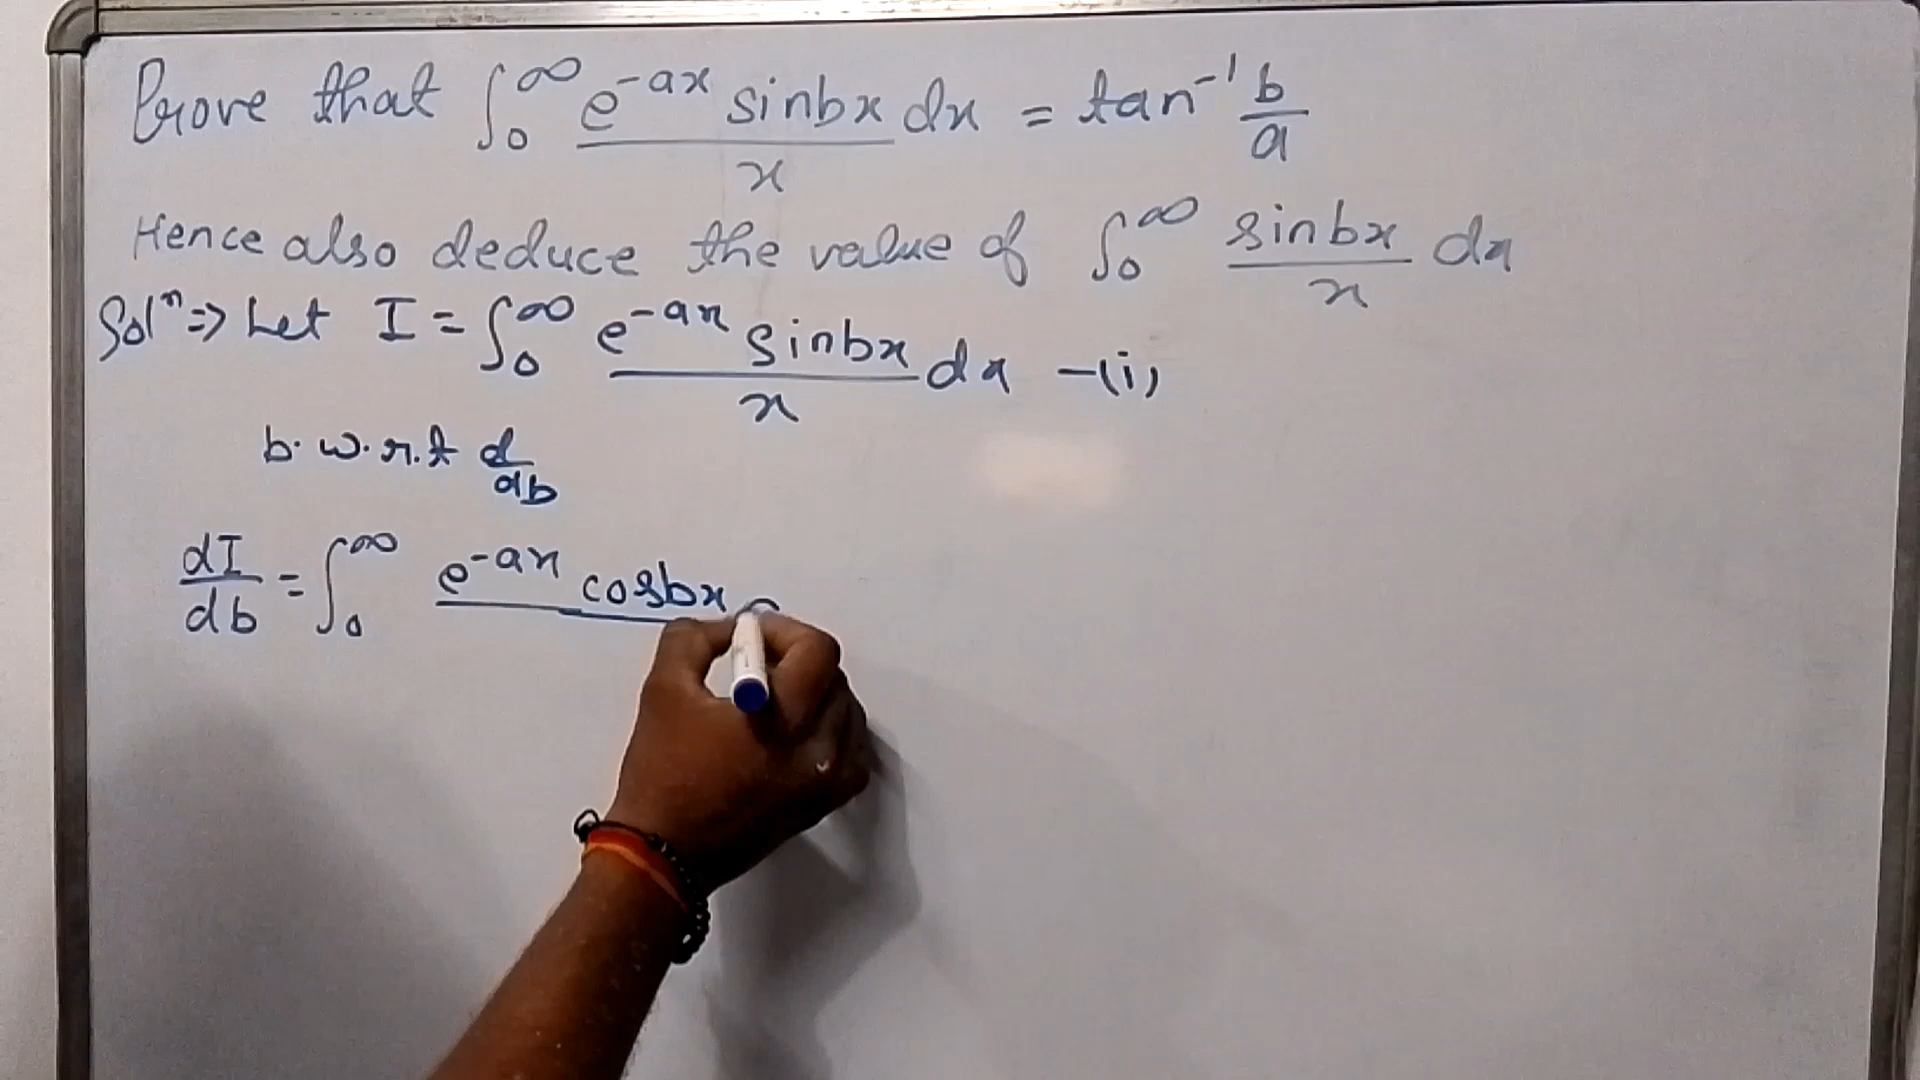 Prove that ∫₀^∞ (e^-ax sinbx)/x dx = tan⁻¹ b/a
Hence also deduce the value of ∫₀^∞ sinbx/x dx
Solⁿ => Let I = ∫₀^∞ (e^-ax sinbx)/x dx -(i)
b.w.r.t d/db
dI/db = ∫₀^∞ e^-ax cosbx